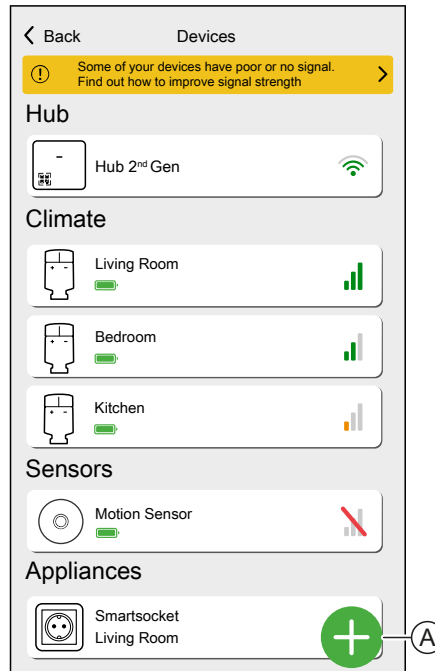 Back
Devices
Some of your devices have poor or no signal.
Find out how to improve signal strength
Hub
Hub 2nd Gen
Climate
Living Room
Bedroom
Kitchen
Sensors
Motion Sensor
Appliances
Smartsocket
Living Room
A